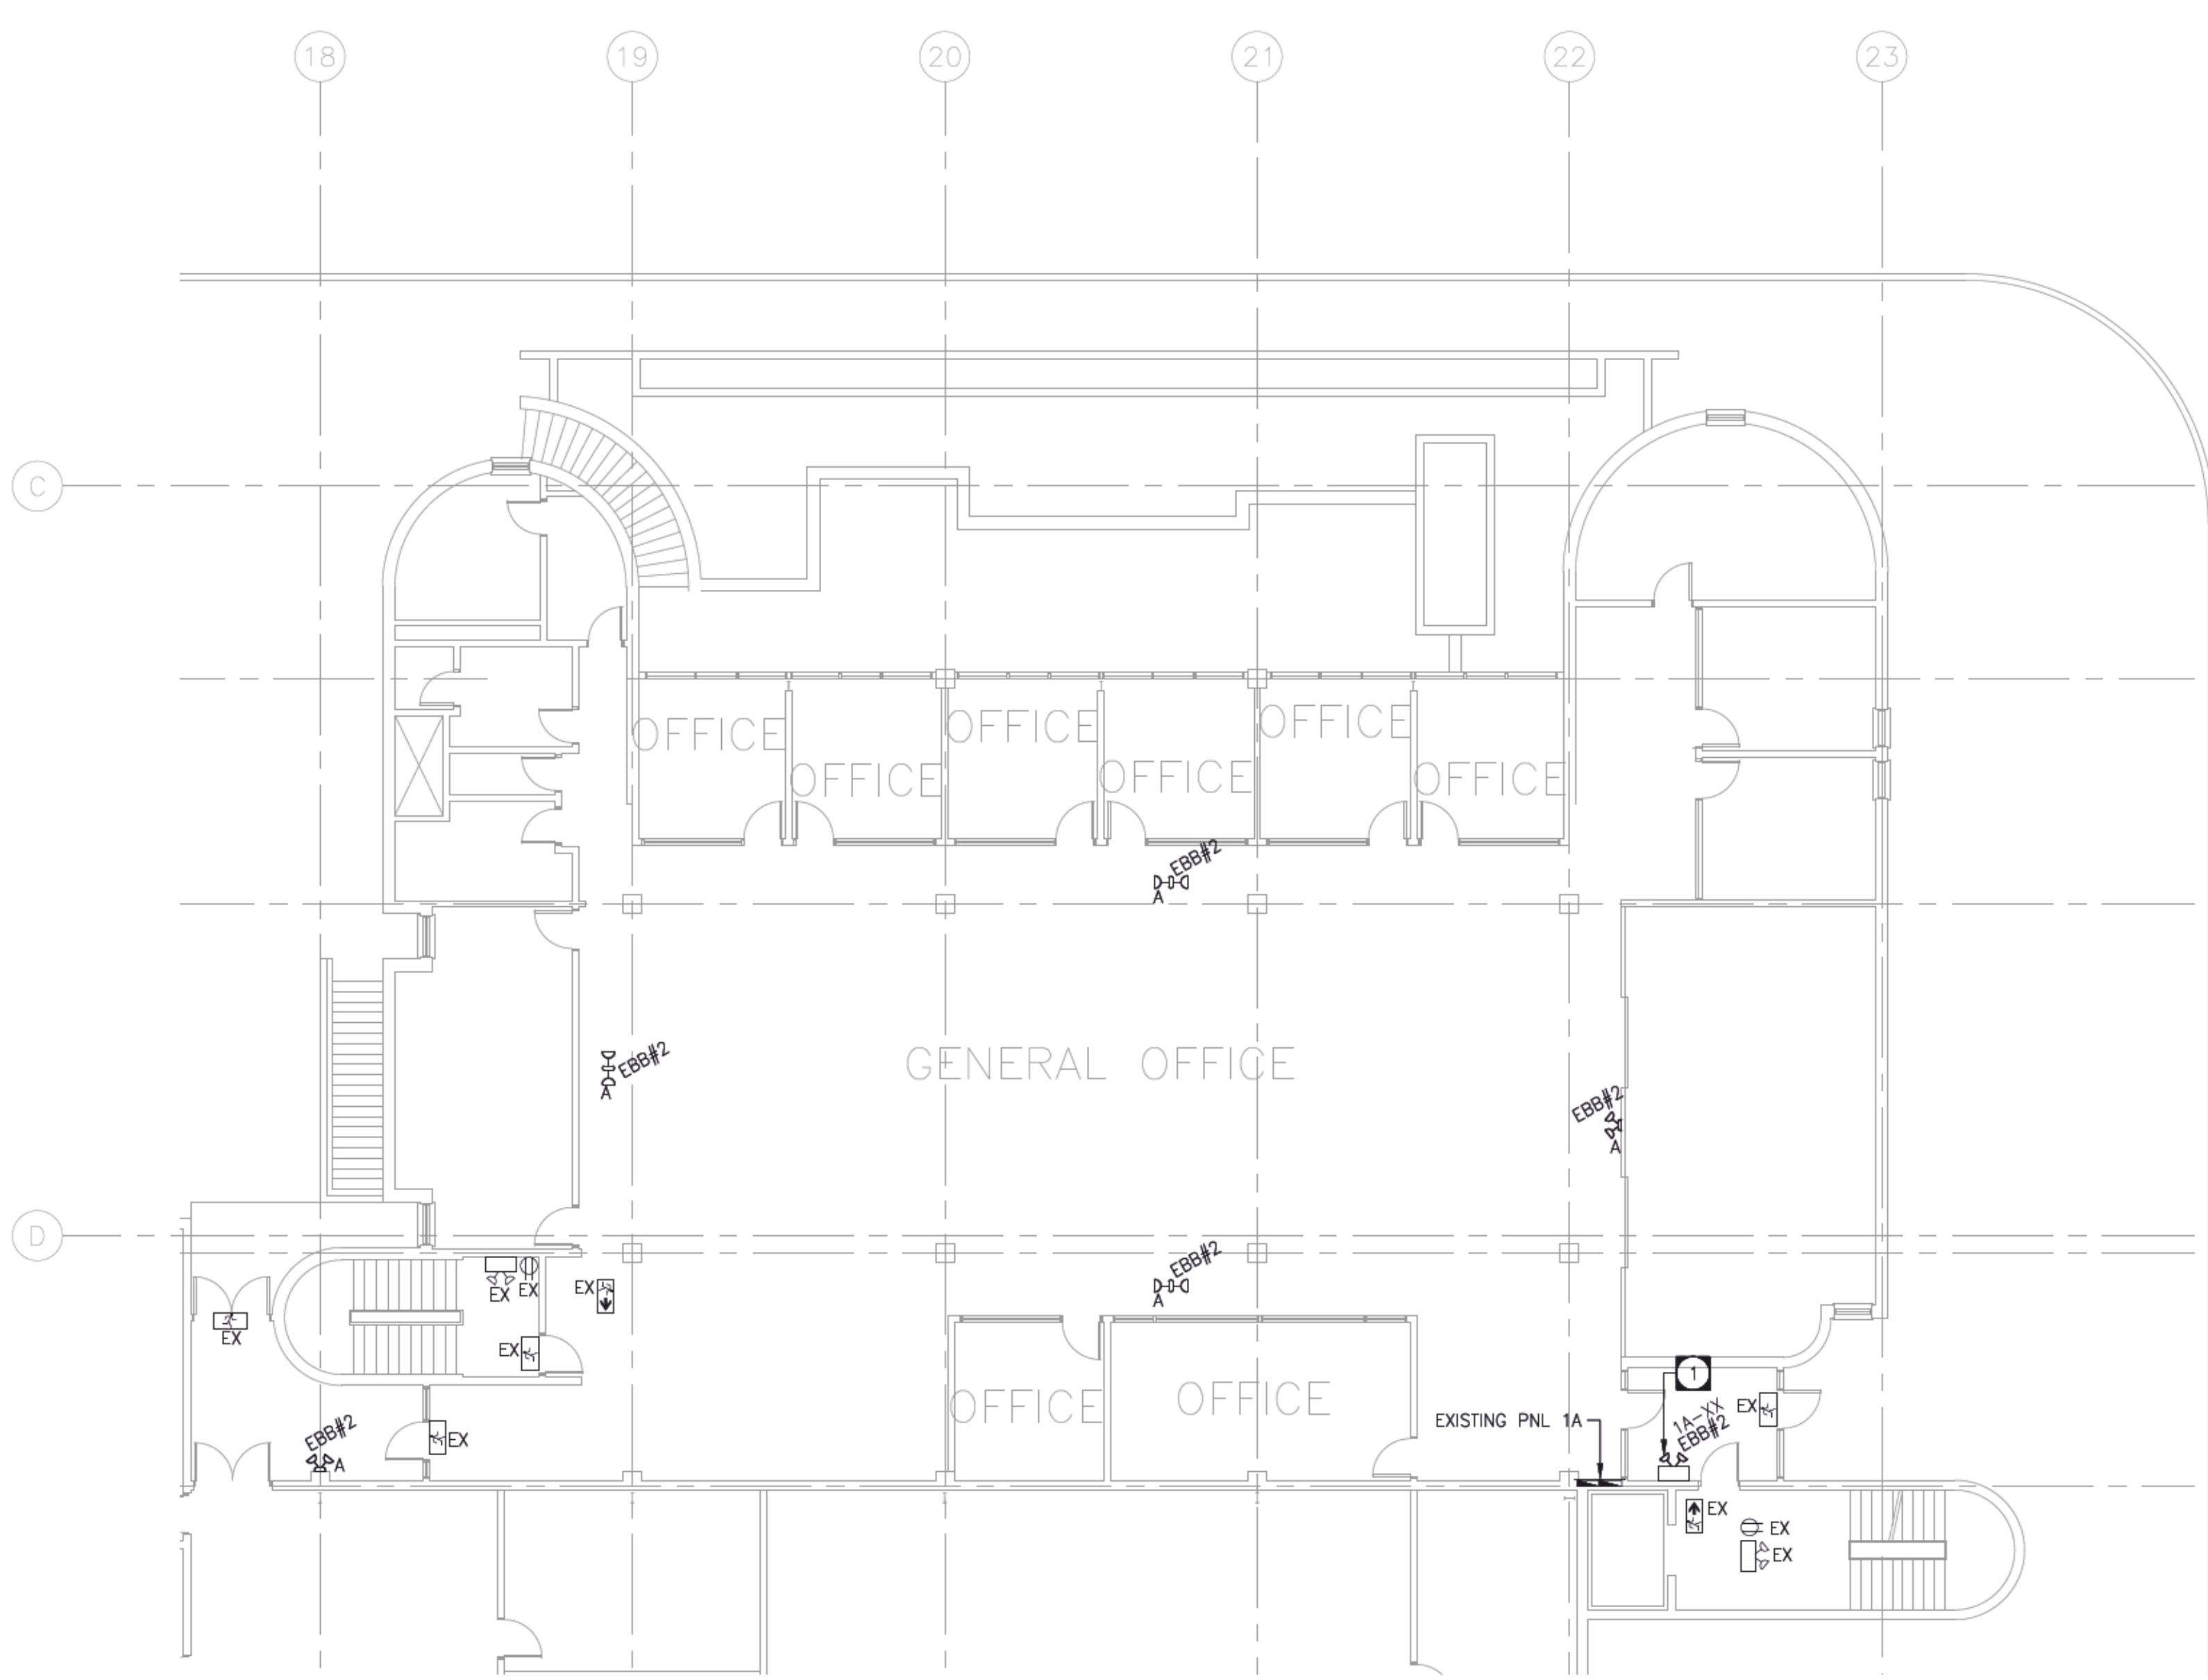 18
19
20
21
22
23
C
OFFICE
OFFICE
OFFICE
OFFICE
OFFICE
OFFICE
EBB#2
A
GENERAL OFFICE
EBB#2
A
EBB#2
A
D
EBB#2
A
EX
EX
EX
EX
EX
OFFICE
OFFICE
1
EX
EXISTING PNL 1A
1A-XX
EBB#2
EBB#2
A
EX
EX
EX
EX